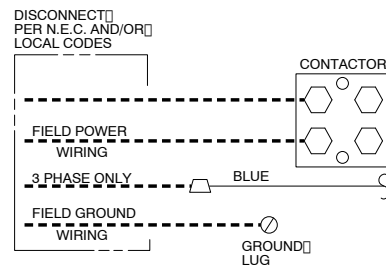 DISCONNECT
PER N.E.C. AND/OR
LOCAL CODES
CONTACTOR
FIELD POWER
WIRING
3 PHASE ONLY
BLUE
FIELD GROUND
WIRING
GROUND
LUG